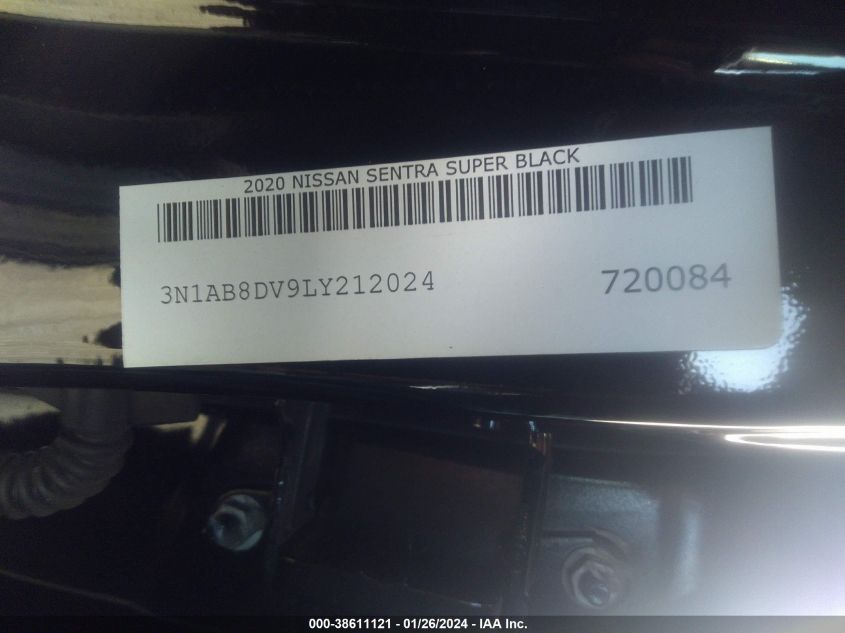 2020 NISSAN SENTRA SUPER BLACK
3N1AB8DV9LY212024 720084
000-38611121 - 01/26/2024 - IAA Inc.